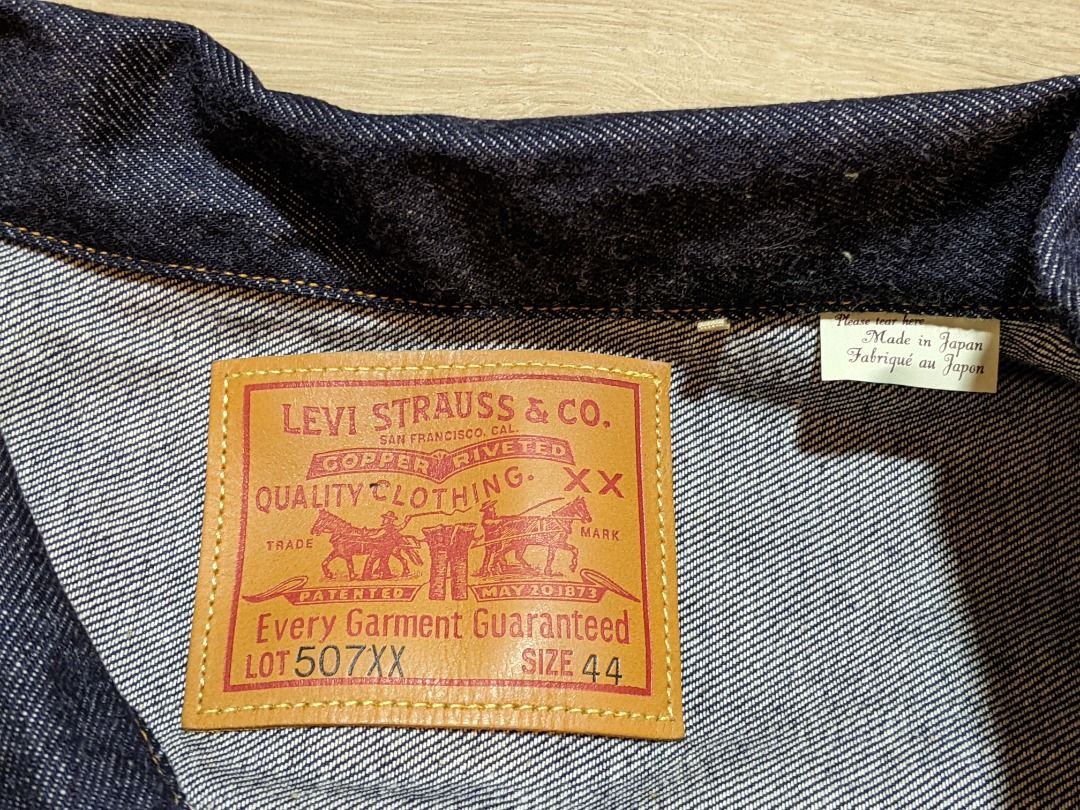 LEVI STRAUSS & CO.
SAN FRANCISCO, CAL.
COPPER RIVETED
QUALITY CLOTHING. XX
TRADE MARK
PATENTED MAY 20 1873
Every Garment Guaranteed
LOT 507XX SIZE 44
Please tear here
Made in Japan
Fabriqué au Japon